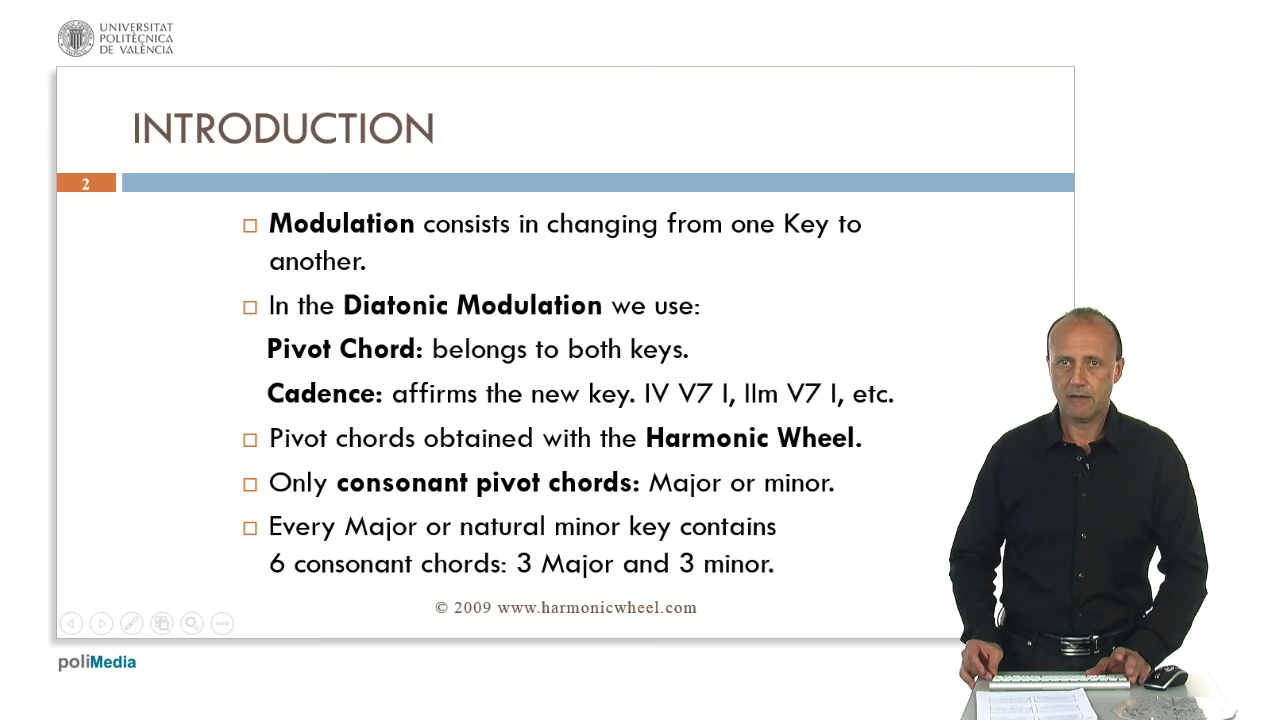 UNIVERSITAT
POLITÈCNICA
DE VALÈNCIA
INTRODUCTION
2
Modulation consists in changing from one Key to
another.
In the Diatonic Modulation we use:
Pivot Chord: belongs to both keys.
Cadence: affirms the new key. IV V7 I, IIm V7 I, etc.
Pivot chords obtained with the Harmonic Wheel.
Only consonant pivot chords: Major or minor.
Every Major or natural minor key contains
6 consonant chords: 3 Major and 3 minor.
© 2009 www.harmonicwheel.com
poliMedia